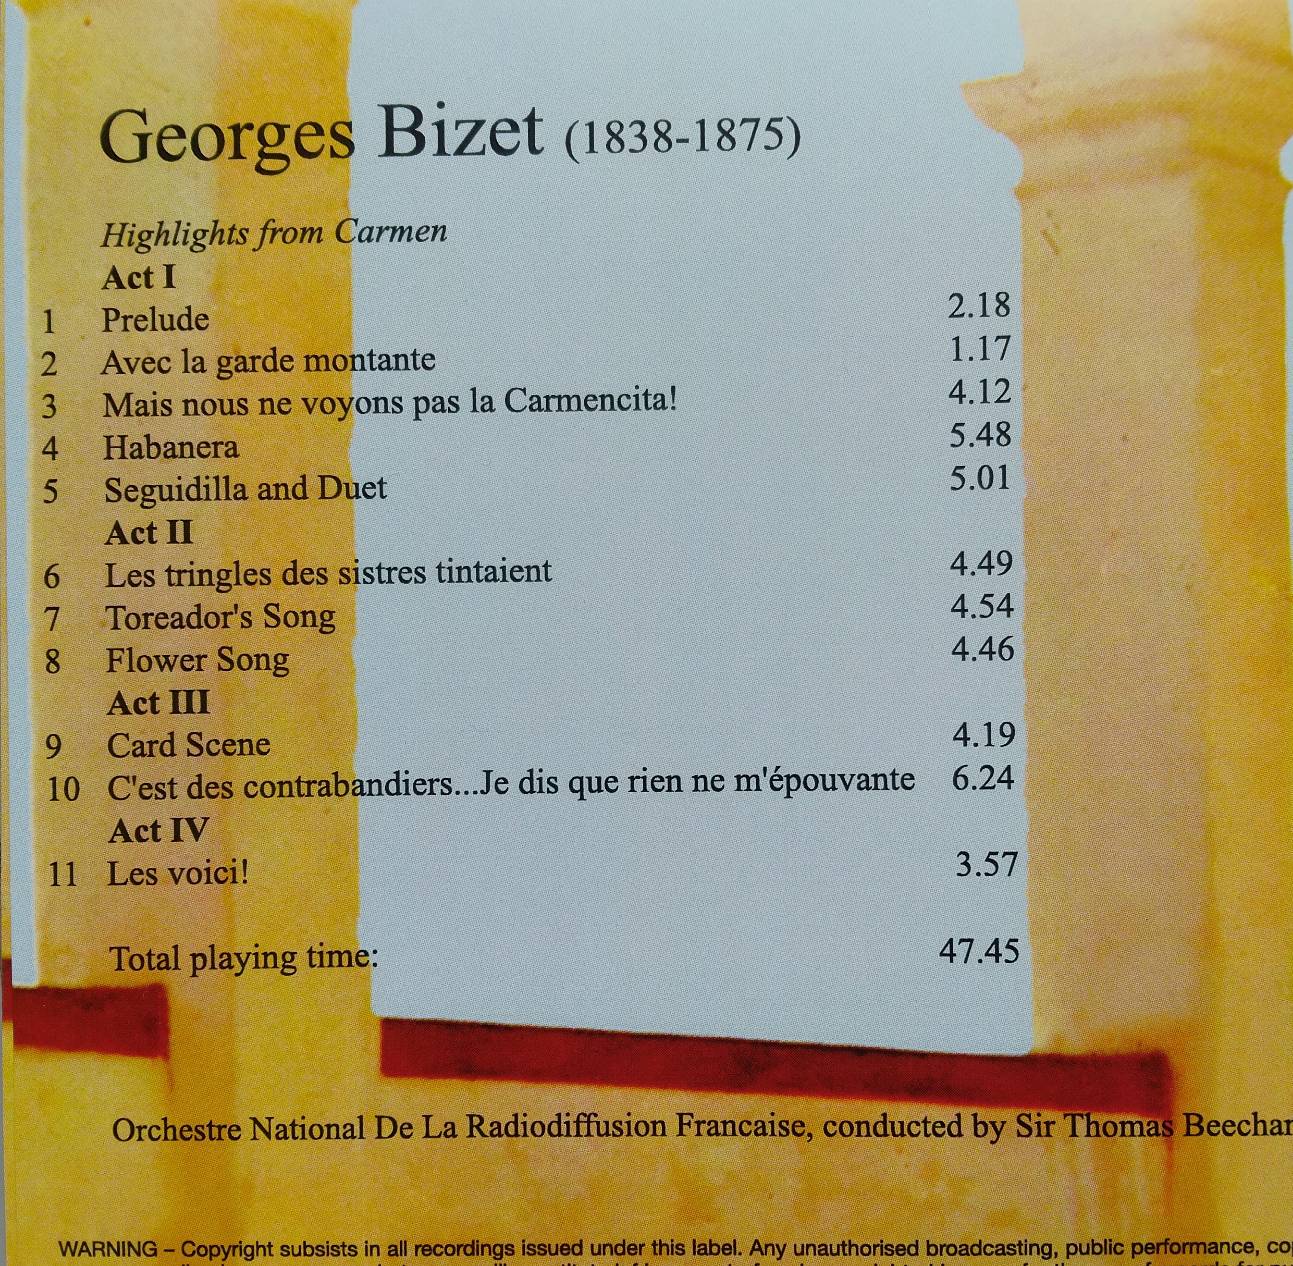 Georges Bizet (1838-1875)
Highlights from Carmen
Act I
1 Prelude 2.18
2 Avec la garde montante 1.17
3 Mais nous ne voyons pas la Carmencita! 4.12
4 Habanera 5.48
5 Seguidilla and Duet 5.01
Act II
6 Les tringles des sistres tintaient 4.49
7 Toreador's Song 4.54
8 Flower Song 4.46
Act III
9 Card Scene 4.19
10 C'est des contrabandiers...Je dis que rien ne m'épouvante 6.24
Act IV
11 Les voici! 3.57
Total playing time: 47.45
Orchestre National De La Radiodiffusion Francaise, conducted by Sir Thomas
WARNING – Copyright subsists in all recordings issued under this label. Any unauthorised broadcasting, public performance,